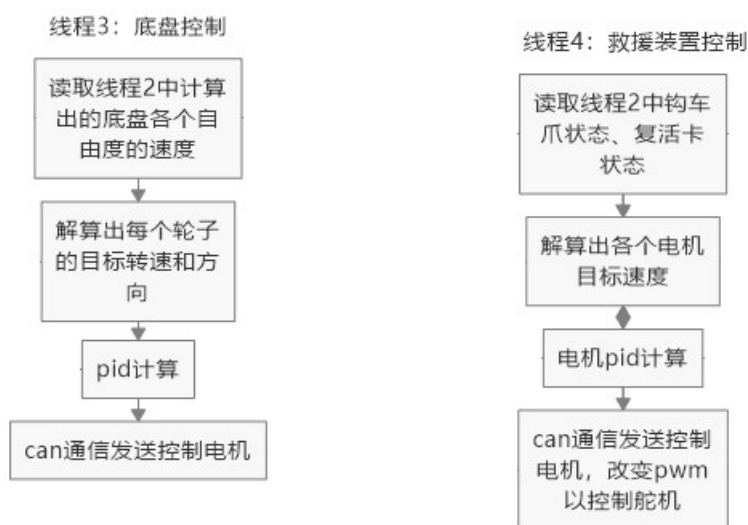 线程3：底盘控制
读取线程2中计算
出的底盘各个自
由度的速度
解算出每个轮子
的目标转速和方
向
pid计算
can通信发送控制电机
线程4：救援装置控制
读取线程2中钩车
爪状态、复活卡
状态
解算出各个电机
目标速度
电机pid计算
can通信发送控制
电机，改变pwm
以控制舵机